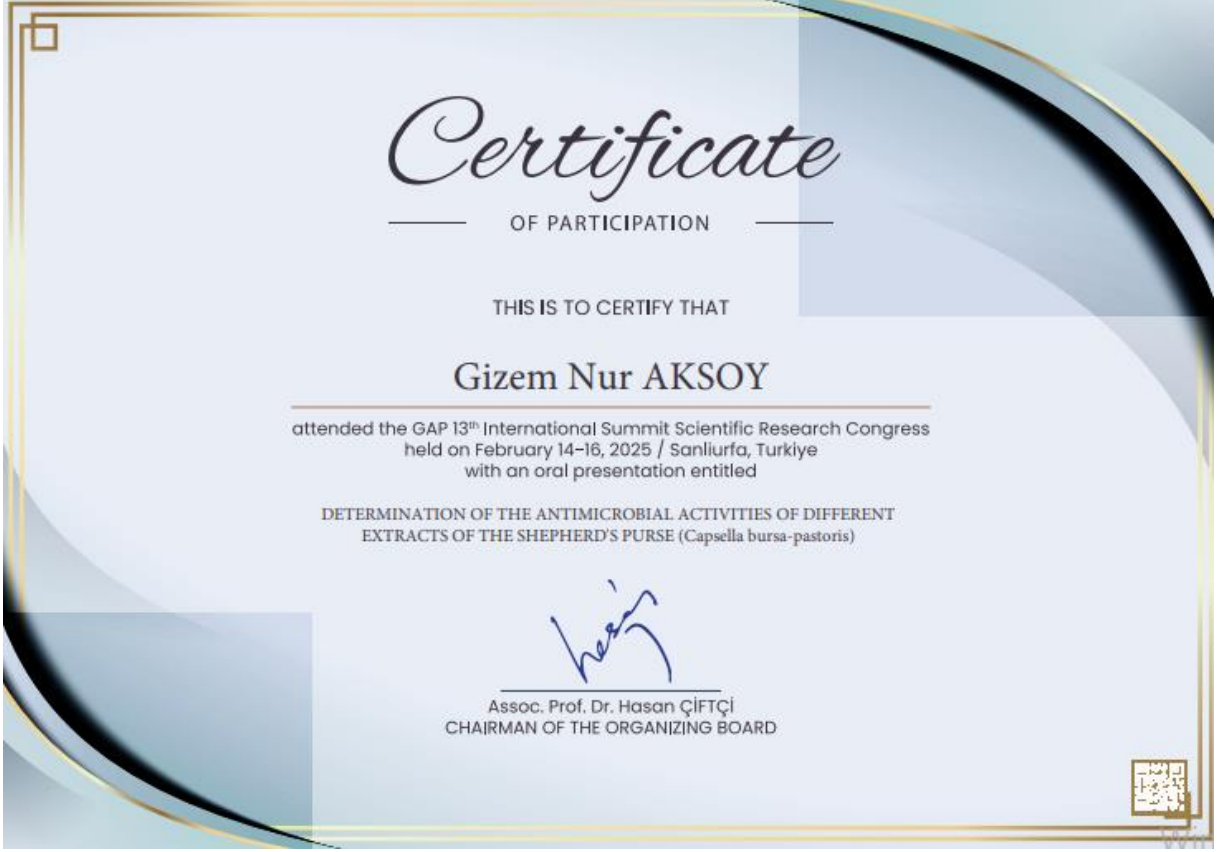 Certificate
OF PARTICIPATION
THIS IS TO CERTIFY THAT
Gizem Nur AKSOY
attended the GAP 13th International Summit Scientific Research Congress
held on February 14-16, 2025 / Sanliurfa, Turkiye
with an oral presentation entitled
DETERMINATION OF THE ANTIMICROBIAL ACTIVITIES OF DIFFERENT
EXTRACTS OF THE SHEPHERD'S PURSE (Capsella bursa-pastoris)
Assoc. Prof. Dr. Hasan ÇİFTÇİ
CHAIRMAN OF THE ORGANIZING BOARD